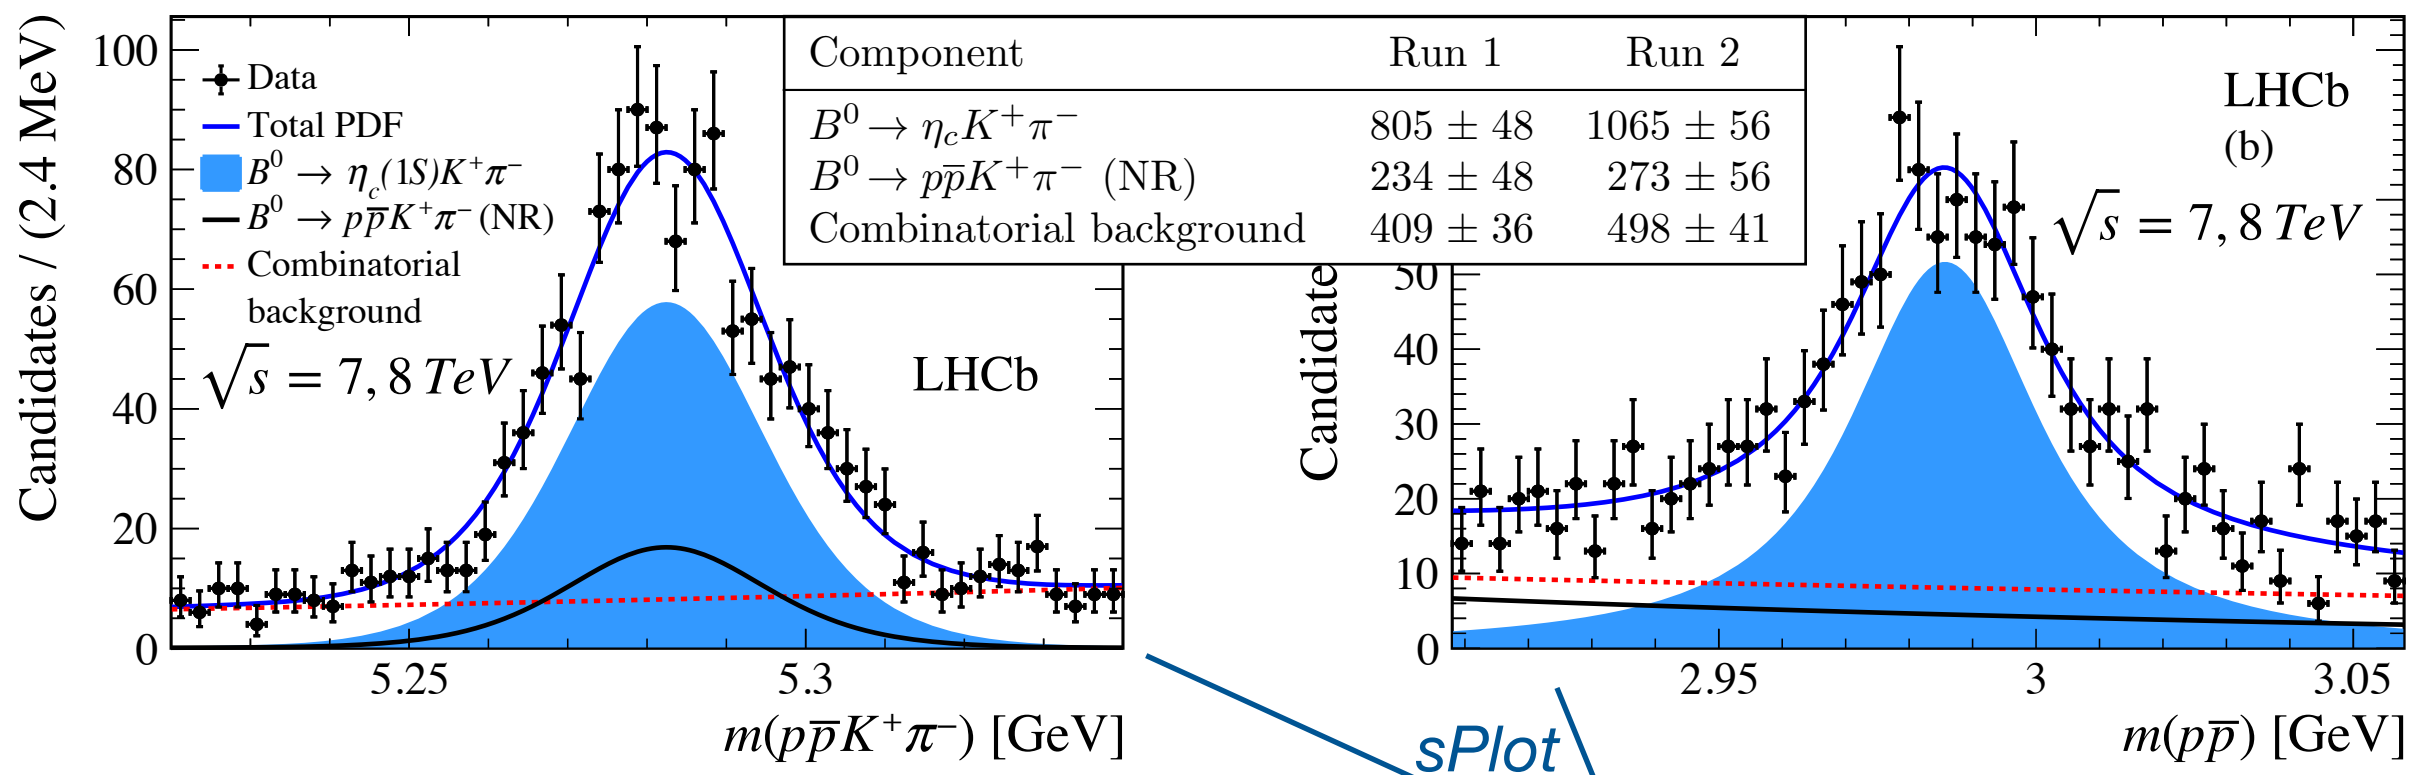 Candidates / (2.4 MeV)
100
80
60
40
20
0
Data
Total PDF
B⁰ → η_c(1S)K⁺π⁻
B⁰ → pp̅K⁺π⁻ (NR)
Combinatorial
background
√s = 7, 8 TeV
LHCb
5.25
5.3
m(pp̅K⁺π⁻) [GeV]
Component Run 1 Run 2
B⁰ → η_cK⁺π⁻ 805 ± 48 1065 ± 56
B⁰ → pp̅K⁺π⁻ (NR) 234 ± 48 273 ± 56
Combinatorial background 409 ± 36 498 ± 41
Candidate
50
40
30
20
10
0
LHCb
(b)
√s = 7, 8 TeV
2.95
3
3.05
m(pp̅) [GeV]
sPlot